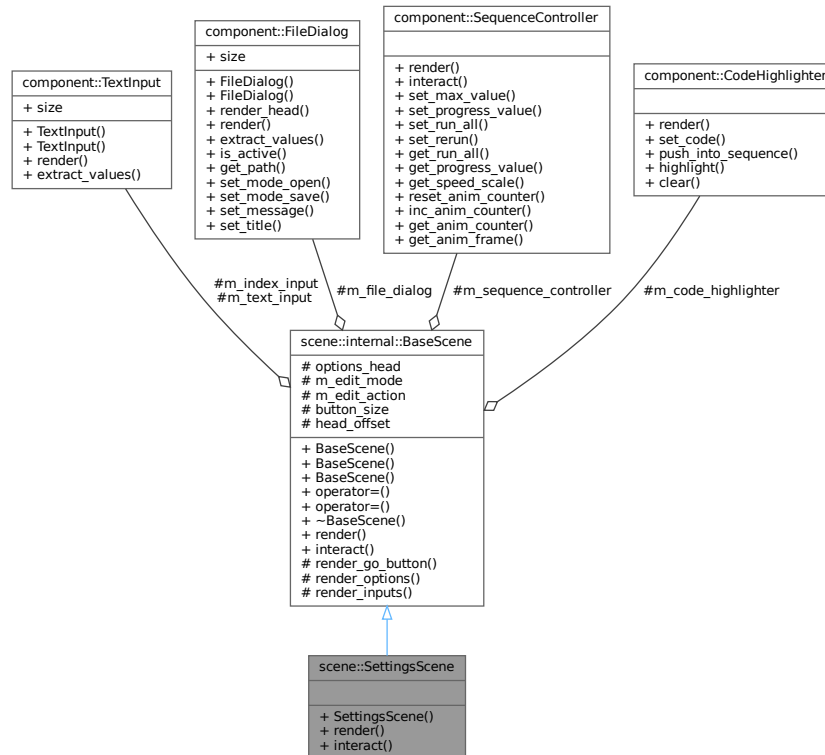 component::TextInput
+ size
+ TextInput()
+ TextInput()
+ render()
+ extract_values()
component::FileDialog
+ size
+ FileDialog()
+ FileDialog()
+ render_head()
+ render()
+ extract_values()
+ is_active()
+ get_path()
+ set_mode_open()
+ set_mode_save()
+ set_message()
+ set_title()
component::SequenceController
+ render()
+ interact()
+ set_max_value()
+ set_progress_value()
+ set_run_all()
+ set_rerun()
+ get_run_all()
+ get_progress_value()
+ get_speed_scale()
+ reset_anim_counter()
+ inc_anim_counter()
+ get_anim_counter()
+ get_anim_frame()
component::CodeHighlighter
+ render()
+ set_code()
+ push_into_sequence()
+ highlight()
+ clear()
#m_index_input
#m_text_input
#m_file_dialog
#m_sequence_controller
#m_code_highlighter
scene::internal::BaseScene
# options_head
# m_edit_mode
# m_edit_action
# button_size
# head_offset
+ BaseScene()
+ BaseScene()
+ BaseScene()
+ operator=()
+ operator=()
+ ~BaseScene()
+ render()
+ interact()
# render_go_button()
# render_options()
# render_inputs()
scene::SettingsScene
+ SettingsScene()
+ render()
+ interact()